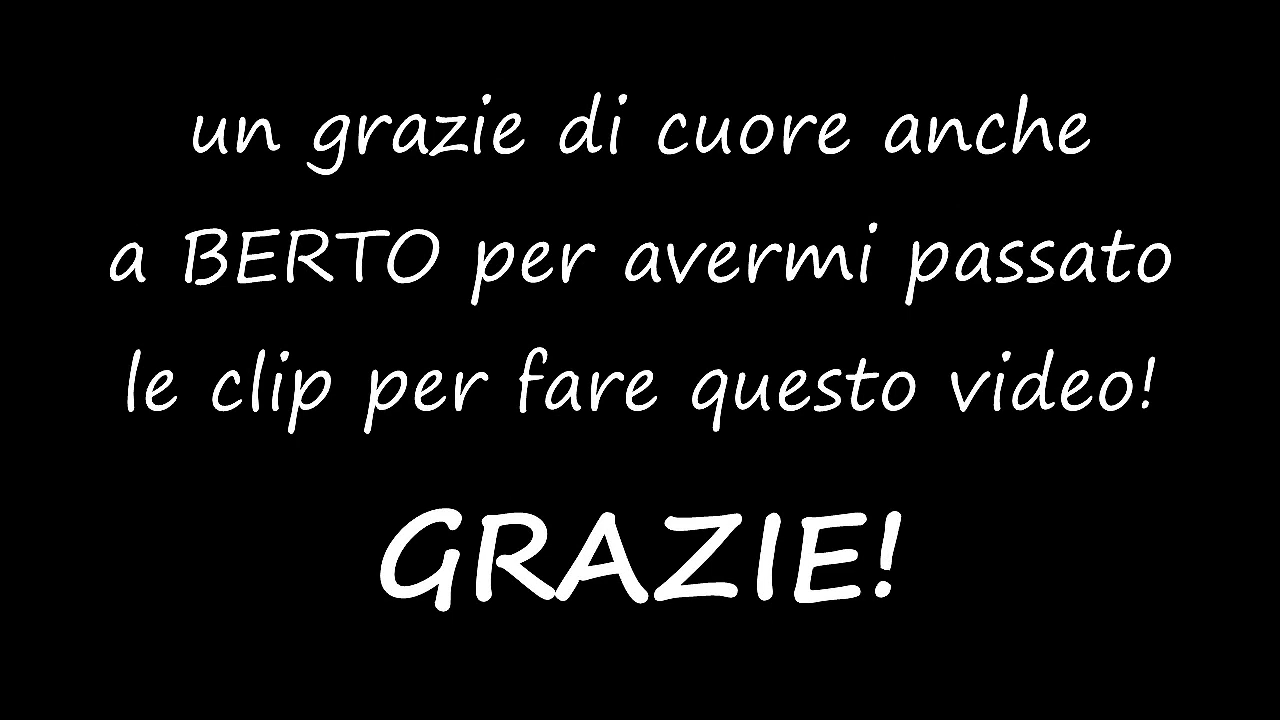 un grazie di cuore anche
a BERTO per avermi passato
le clip per fare questo video!
GRAZIE!